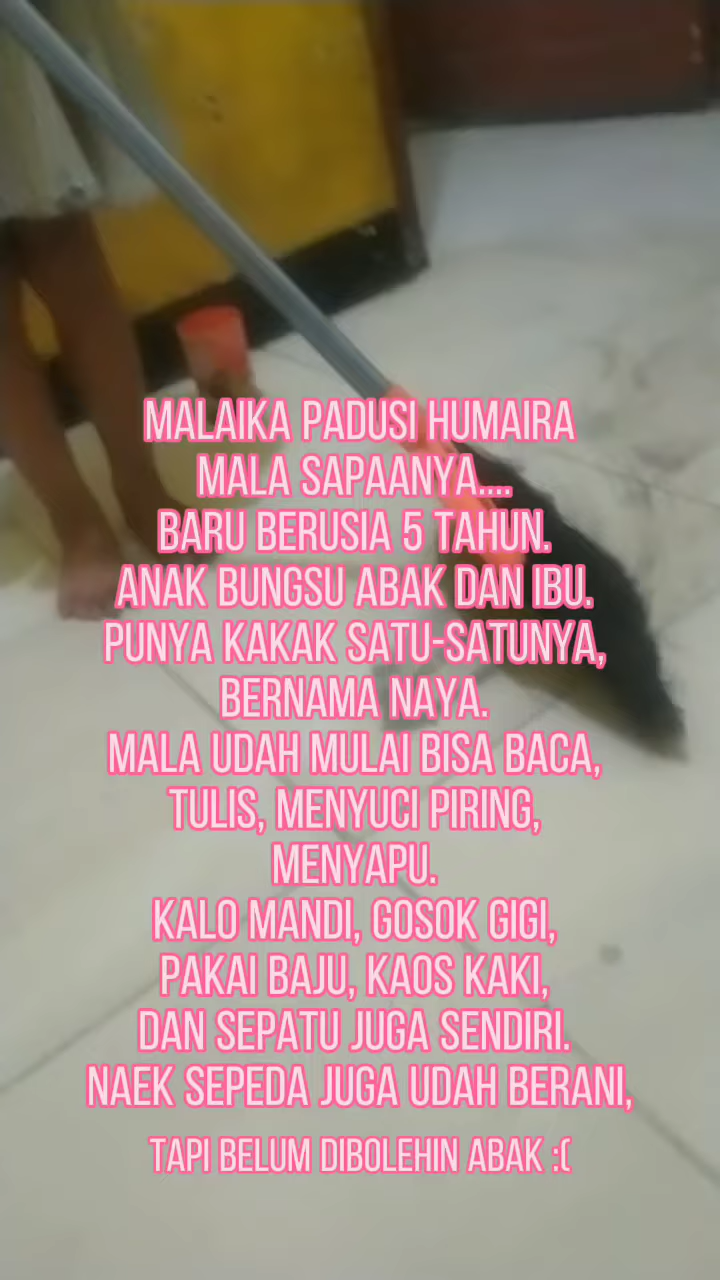 MALAIKA PADUSI HUMAIRA
MALA SAPAANYA....
BARU BERUSIA 5 TAHUN.
ANAK BUNGSU ABAK DAN IBU.
PUNYA KAKAK SATU-SATUNYA,
BERNAMA NAYA.
MALA UDAH MULAI BISA BACA,
TULIS, MENYUCI PIRING,
MENYAPU.
KALO MANDI, GOSOK GIGI,
PAKAI BAJU, KAOS KAKI,
DAN SEPATU JUGA SENDIRI.
NAEK SEPEDA JUGA UDAH BERANI,
TAPI BELUM DIBOLEHIN ABAK :(